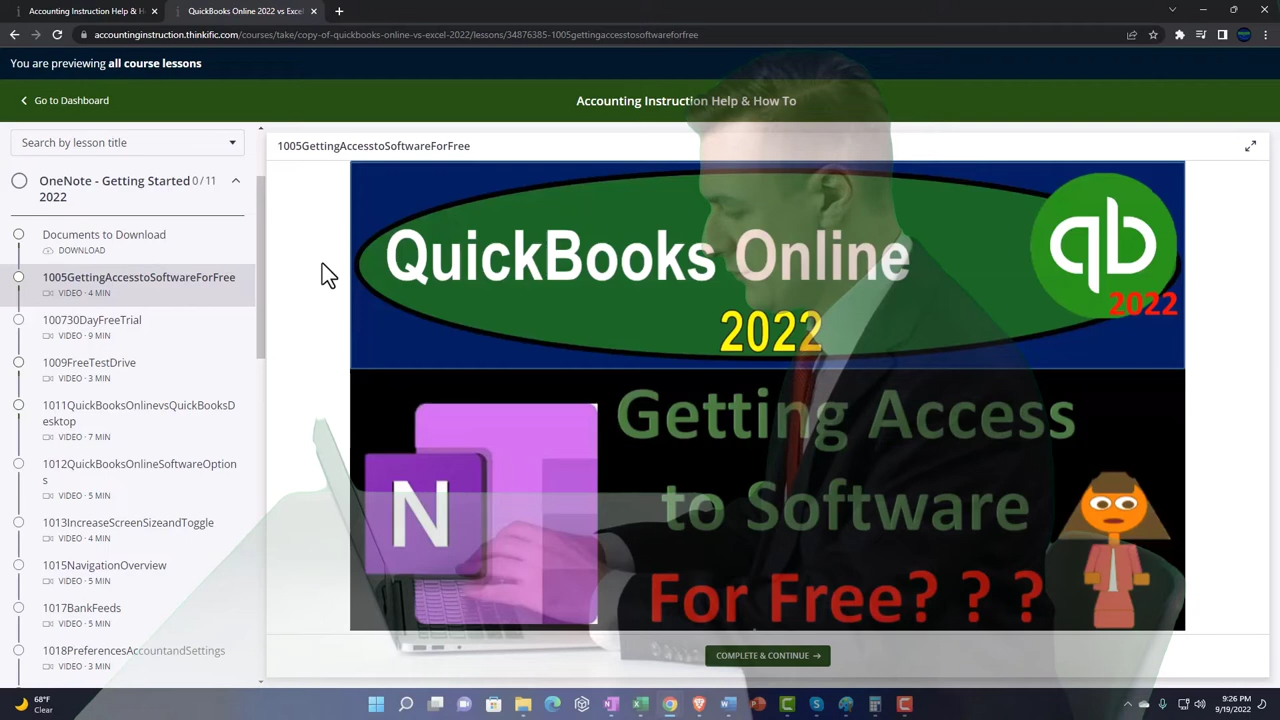 Accounting Instruction Help & H
QuickBooks Online 2022 vs Excel
accountinginstruction.thinkific.com/courses/take/copy-of-quickbooks-online-vs-excel-2022/lessons/34876385-1005gettingaccesstosoftwareforfree
You are previewing all course lessons
Go to Dashboard
Accounting Instruction Help & How To
Search by lesson title
OneNote - Getting Started 0 / 11
2022
Documents to Download
DOWNLOAD
1005GettingAccesstoSoftwareForFree
VIDEO · 4 MIN
100730DayFreeTrial
VIDEO · 9 MIN
1009FreeTestDrive
VIDEO · 3 MIN
1011QuickBooksOnlinevsQuickBooksD
esktop
VIDEO · 7 MIN
1012QuickBooksOnlineSoftwareOption
s
VIDEO · 5 MIN
1013IncreaseScreenSizeandToggle
VIDEO · 4 MIN
1015NavigationOverview
VIDEO · 5 MIN
1017BankFeeds
VIDEO · 5 MIN
1018PreferencesAccountandSettings
VIDEO · 3 MIN
1005GettingAccesstoSoftwareForFree
QuickBooks Online
2022
qb
2022
N
Getting Access
to Software
For Free? ? ?
COMPLETE & CONTINUE →
68°F
Clear
9:26 PM
9/19/2022